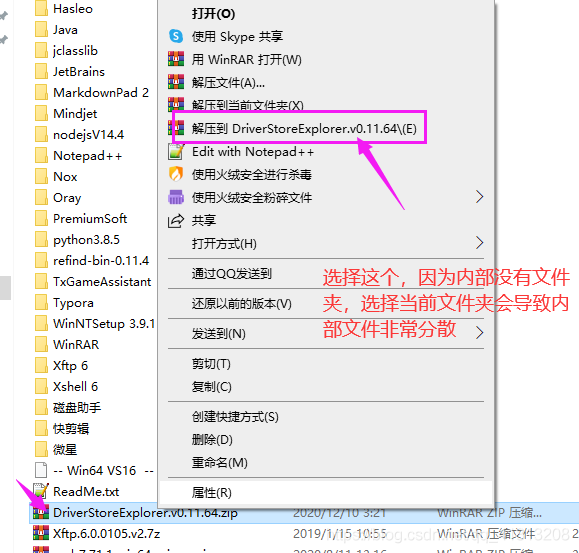 Hasleo
Java
jclasslib
JetBrains
MarkdownPad 2
Mindjet
nodejsV14.4
Notepad++
Nox
Oray
PremiumSoft
python3.8.5
refind-bin-0.11.4
TxGameAssistant
Typora
WinNTSetup 3.9.1
WinRAR
Xftp 6
Xshell 6
磁盘助手
快剪辑
微星
-- Win64 VS16 --
ReadMe.txt
DriverStoreExplorer.v0.11.64.zip 2020/12/10 3:21 WinRAR ZIP 压缩...
Xftp.6.0.0105.v2.7z 2019/1/15 10:55 WinRAR 压缩文件
打开(O)
使用 Skype 共享
用 WinRAR 打开(W)
解压文件(A)...
解压到当前文件夹(X)
解压到 DriverStoreExplorer.v0.11.64\(E)
Edit with Notepad++
使用火绒安全进行杀毒
使用火绒安全粉碎文件
共享
打开方式(H)
通过QQ发送到
还原以前的版本(V)
发送到(N)
剪切(T)
复制(C)
创建快捷方式(S)
删除(D)
重命名(M)
属性(R)
选择这个，因为内部没有文件
夹，选择当前文件夹会导致内
部文件非常分散